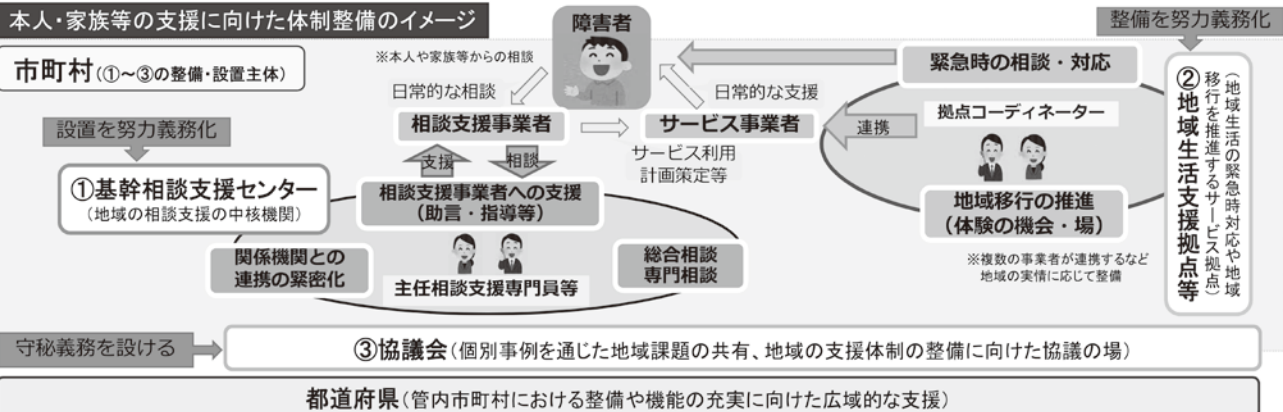 本人・家族等の支援に向けた体制整備のイメージ
整備を努力義務化
市町村(①～③の整備・設置主体)
障害者
※本人や家族等からの相談
日常的な相談
日常的な支援
緊急時の相談・対応
設置を努力義務化
相談支援事業者
サービス事業者
連携
拠点コーディネーター
支援
相談
サービス利用
計画策定等
①基幹相談支援センター
(地域の相談支援の中核機関)
相談支援事業者への支援
(助言・指導等)
地域移行の推進
(体験の機会・場)
②地域生活支援拠点等
(地域生活の緊急時対応や地域
移行を推進するサービス拠点)
関係機関との
連携の緊密化
総合相談
専門相談
主任相談支援専門員等
※複数の事業者が連携するなど
地域の実情に応じて整備
守秘義務を設ける
③協議会(個別事例を通じた地域課題の共有、地域の支援体制の整備に向けた協議の場)
都道府県(管内市町村における整備や機能の充実に向けた広域的な支援)